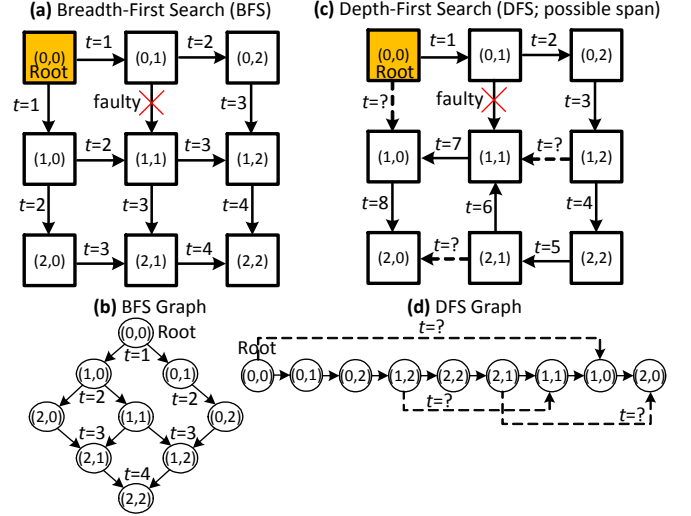 (a) Breadth-First Search (BFS)
(0,0) Root t=1 (0,1) t=2 (0,2)
t=1 faulty t=3
(1,0) t=2 (1,1) t=3 (1,2)
t=2 t=3 t=4
(2,0) t=3 (2,1) t=4 (2,2)
(b) BFS Graph
(0,0) Root
t=1
(1,0) (0,1)
t=2 t=2
(2,0) (1,1) (0,2)
t=3 t=3
(2,1) (1,2)
t=4
(2,2)
(c) Depth-First Search (DFS; possible span)
(0,0) Root t=1 (0,1) t=2 (0,2)
t=? faulty t=3
(1,0) t=7 (1,1) t=? (1,2)
t=8 t=6 t=4
(2,0) t=? (2,1) t=5 (2,2)
(d) DFS Graph
t=?
Root
(0,0) (0,1) (0,2) (1,2) (2,2) (2,1) (1,1) (1,0) (2,0)
t=? t=?